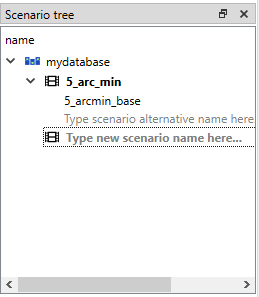 Scenario tree
name
mydatabase
5_arc_min
5_arcmin_base
Type scenario alternative name here
Type new scenario name here...